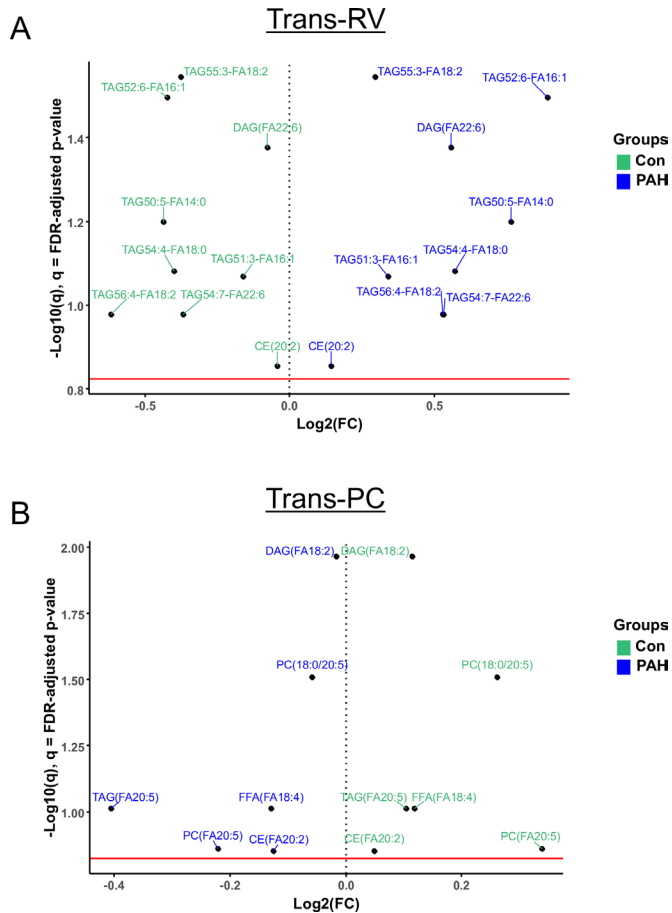 A
Trans-RV
TAG55:3-FA18:2
TAG55:3-FA18:2
TAG52:6-FA16:1
TAG52:6-FA16:1
DAG(FA22:6)
DAG(FA22:6)
TAG50:5-FA14:0
TAG50:5-FA14:0
TAG54:4-FA18:0
TAG54:4-FA18:0
TAG51:3-FA16:1
TAG51:3-FA16:1
TAG56:4-FA18:2
TAG54:7-FA22:6
TAG56:4-FA18:2
TAG54:7-FA22:6
CE(20:2)
CE(20:2)
1.4
1.2
1.0
0.8
-0.5
0.0
0.5
Log2(FC)
-Log10(q), q = FDR-adjusted p-value
Groups
Con
PAH
B
Trans-PC
DAG(FA18:2)
DAG(FA18:2)
PC(18:0/20:5)
PC(18:0/20:5)
TAG(FA20:5)
FFA(FA18:4)
TAG(FA20:5)
FFA(FA18:4)
PC(FA20:5)
CE(FA20:2)
CE(FA20:2)
PC(FA20:5)
2.00
1.75
1.50
1.25
1.00
-0.4
-0.2
0.0
0.2
Log2(FC)
-Log10(q), q = FDR-adjusted p-value
Groups
Con
PAH